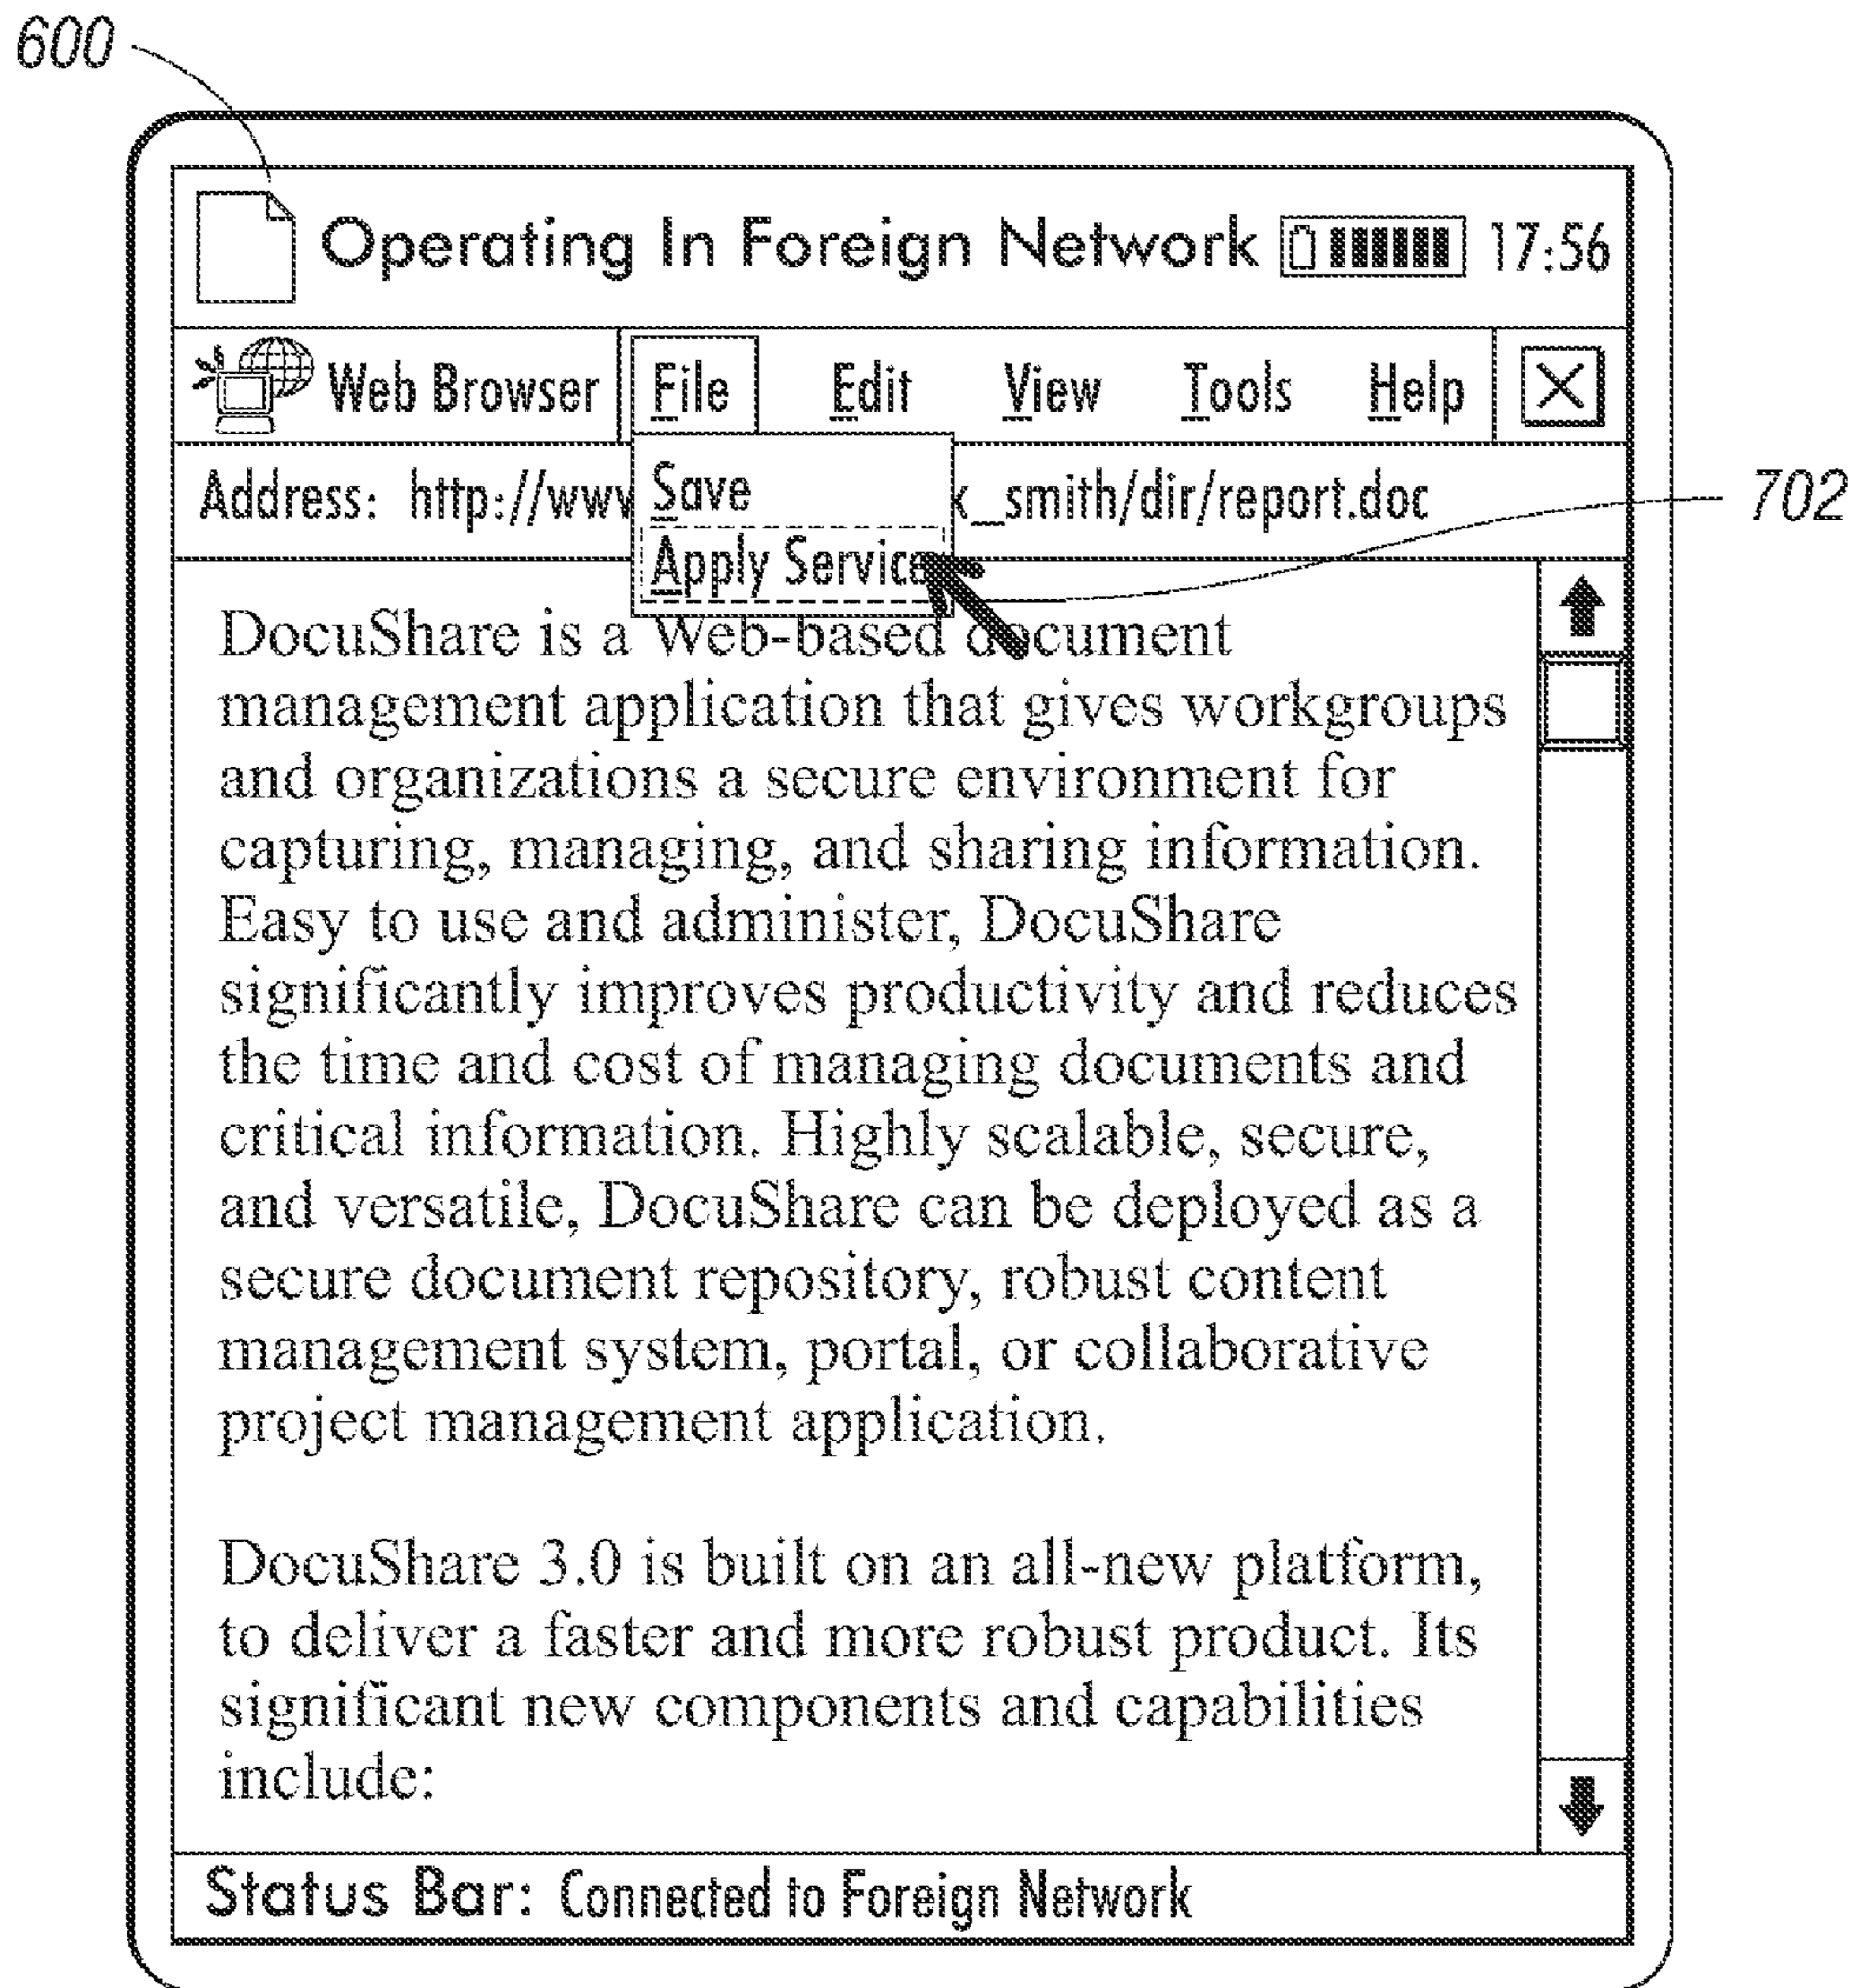 600
Operating In Foreign Network 17:56
Web Browser File Edit View Tools Help
Address: http://www x_smith/dir/report.doc
Save
Apply Service
702
DocuShare is a Web-based document
management application that gives workgroups
and organizations a secure environment for
capturing, managing, and sharing information.
Easy to use and administer, DocuShare
significantly improves productivity and reduces
the time and cost of managing documents and
critical information. Highly scalable, secure,
and versatile, DocuShare can be deployed as a
secure document repository, robust content
management system, portal, or collaborative
project management application.
DocuShare 3.0 is built on an all-new platform,
to deliver a faster and more robust product. Its
significant new components and capabilities
include:
Status Bar: Connected to Foreign Network